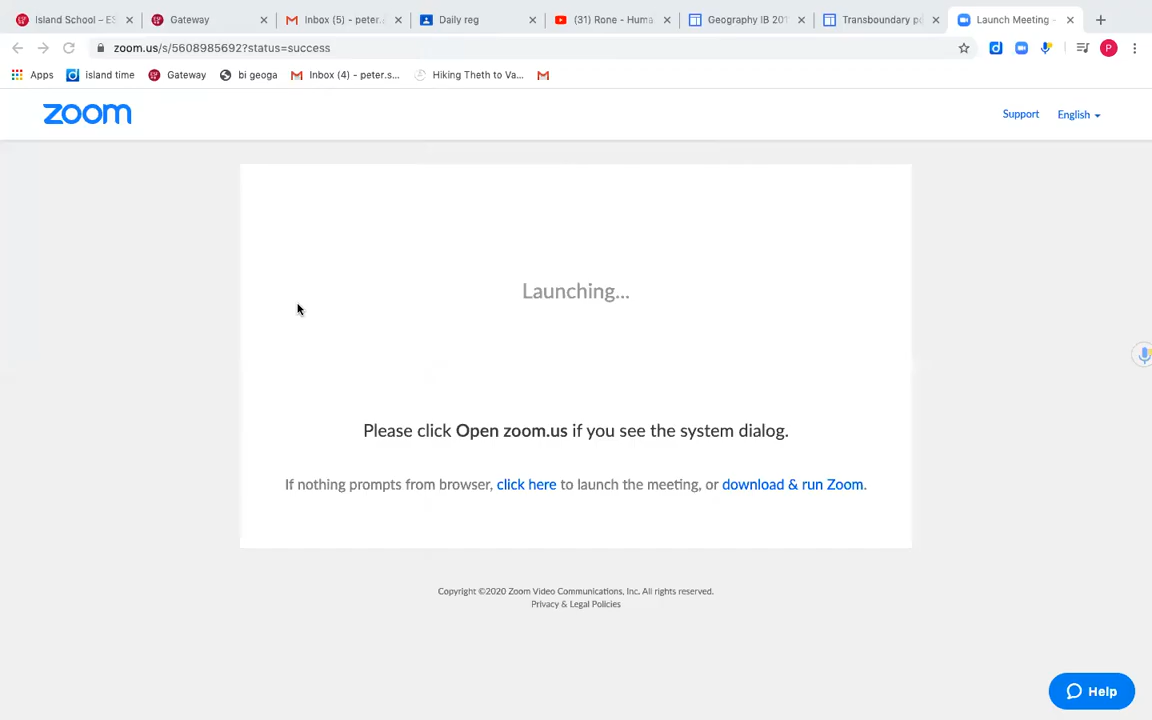 Island School – ES
Gateway
Inbox (5) - peter.
Daily reg
(31) Rone - Huma
Geography IB 201
Transboundary po
Launch Meeting -
zoom.us/s/5608985692?status=success
P
Apps
island time
Gateway
bi geoga
Inbox (4) - peter.s...
Hiking Theth to Va...
zoom
Support
English
Launching...
Please click Open zoom.us if you see the system dialog.
If nothing prompts from browser, click here to launch the meeting, or download & run Zoom.
Copyright ©2020 Zoom Video Communications, Inc. All rights reserved.
Privacy & Legal Policies
Help